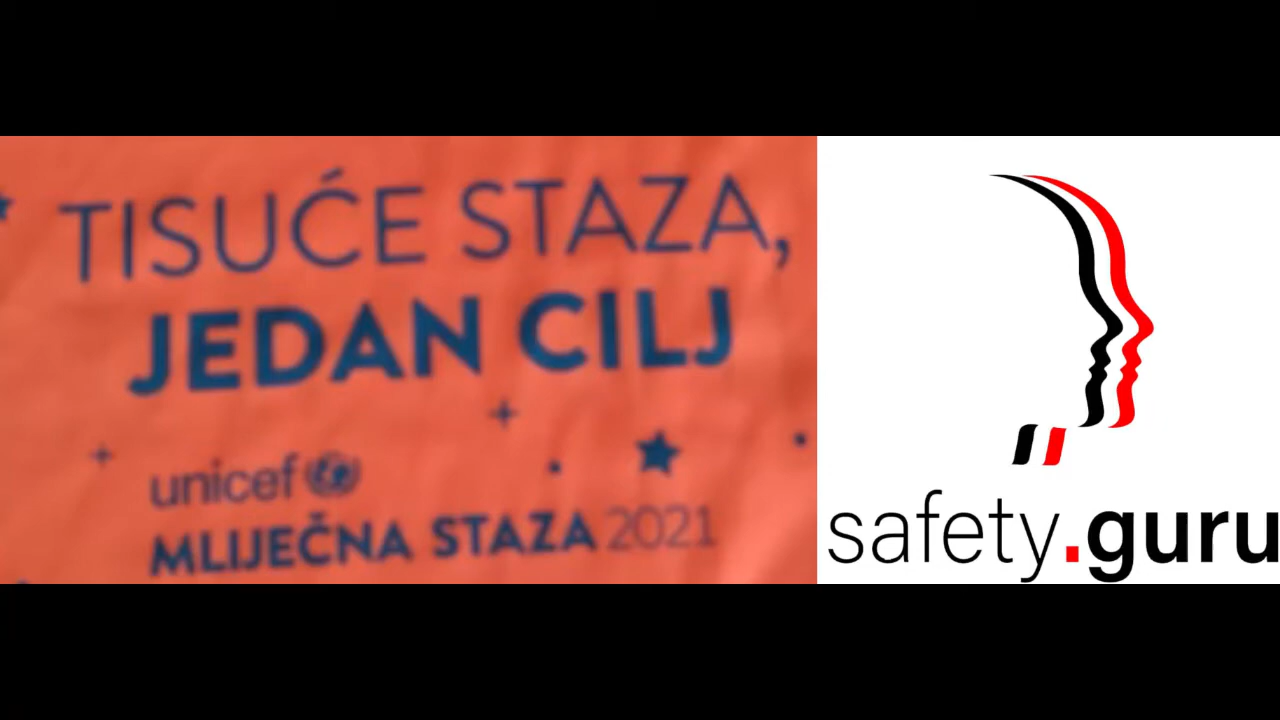 TISUĆE STAZA,
JEDAN CILJ
unicef
MLIJEČNA STAZA 2021
safety.guru